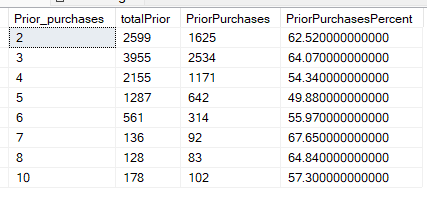 Prior_purchases totalPrior PriorPurchases PriorPurchasesPercent
2 2599 1625 62.520000000000
3 3955 2534 64.070000000000
4 2155 1171 54.340000000000
5 1287 642 49.880000000000
6 561 314 55.970000000000
7 136 92 67.650000000000
8 128 83 64.840000000000
10 178 102 57.300000000000